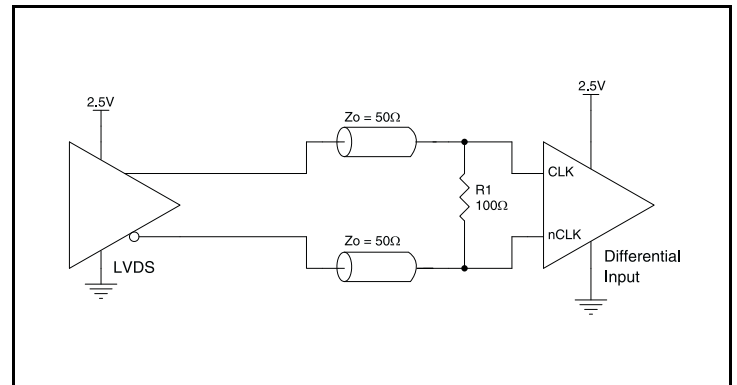 2.5V
2.5V
Zo = 50Ω
CLK
R1
100Ω
Zo = 50Ω
nCLK
LVDS
Differential
Input